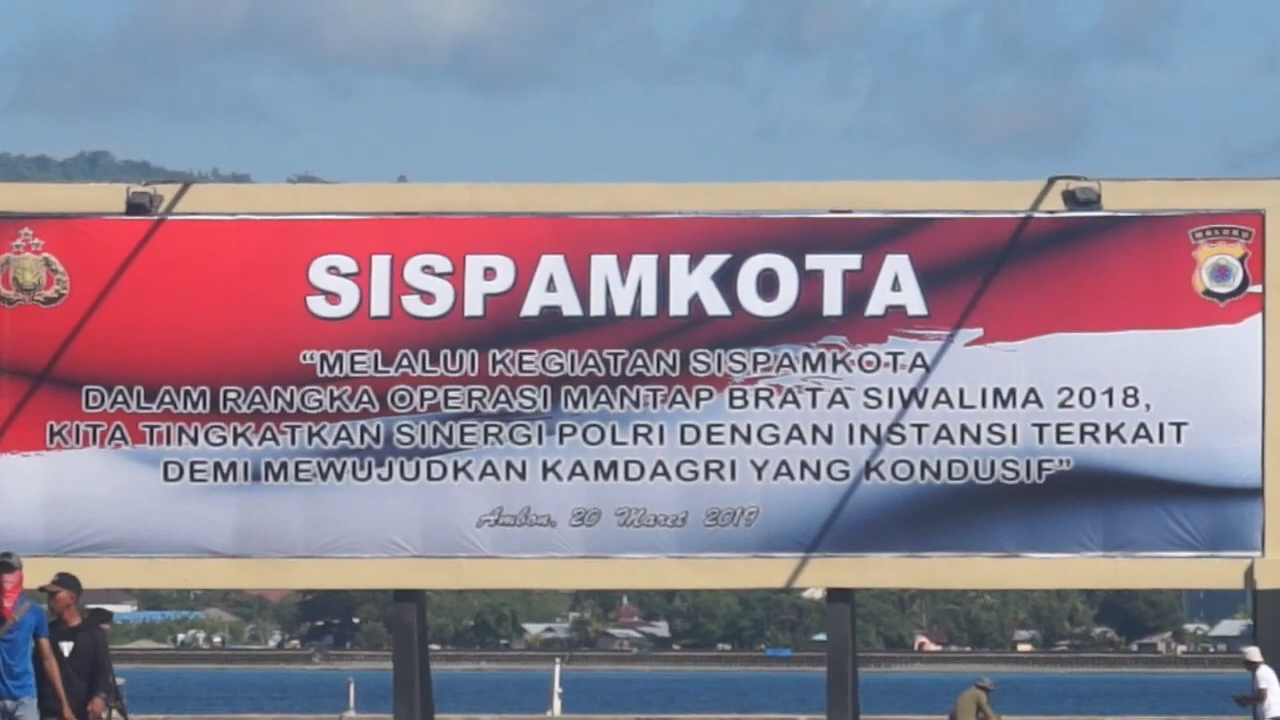 SISPAMKOTA
MALUKU
“MELALUI KEGIATAN SISPAMKOTA
DALAM RANGKA OPERASI MANTAP BRATA SIWALIMA 2018,
KITA TINGKATKAN SINERGI POLRI DENGAN INSTANSI TERKAIT
DEMI MEWUJUDKAN KAMDAGRI YANG KONDUSIF”
Ambon, 20 Maret 2019